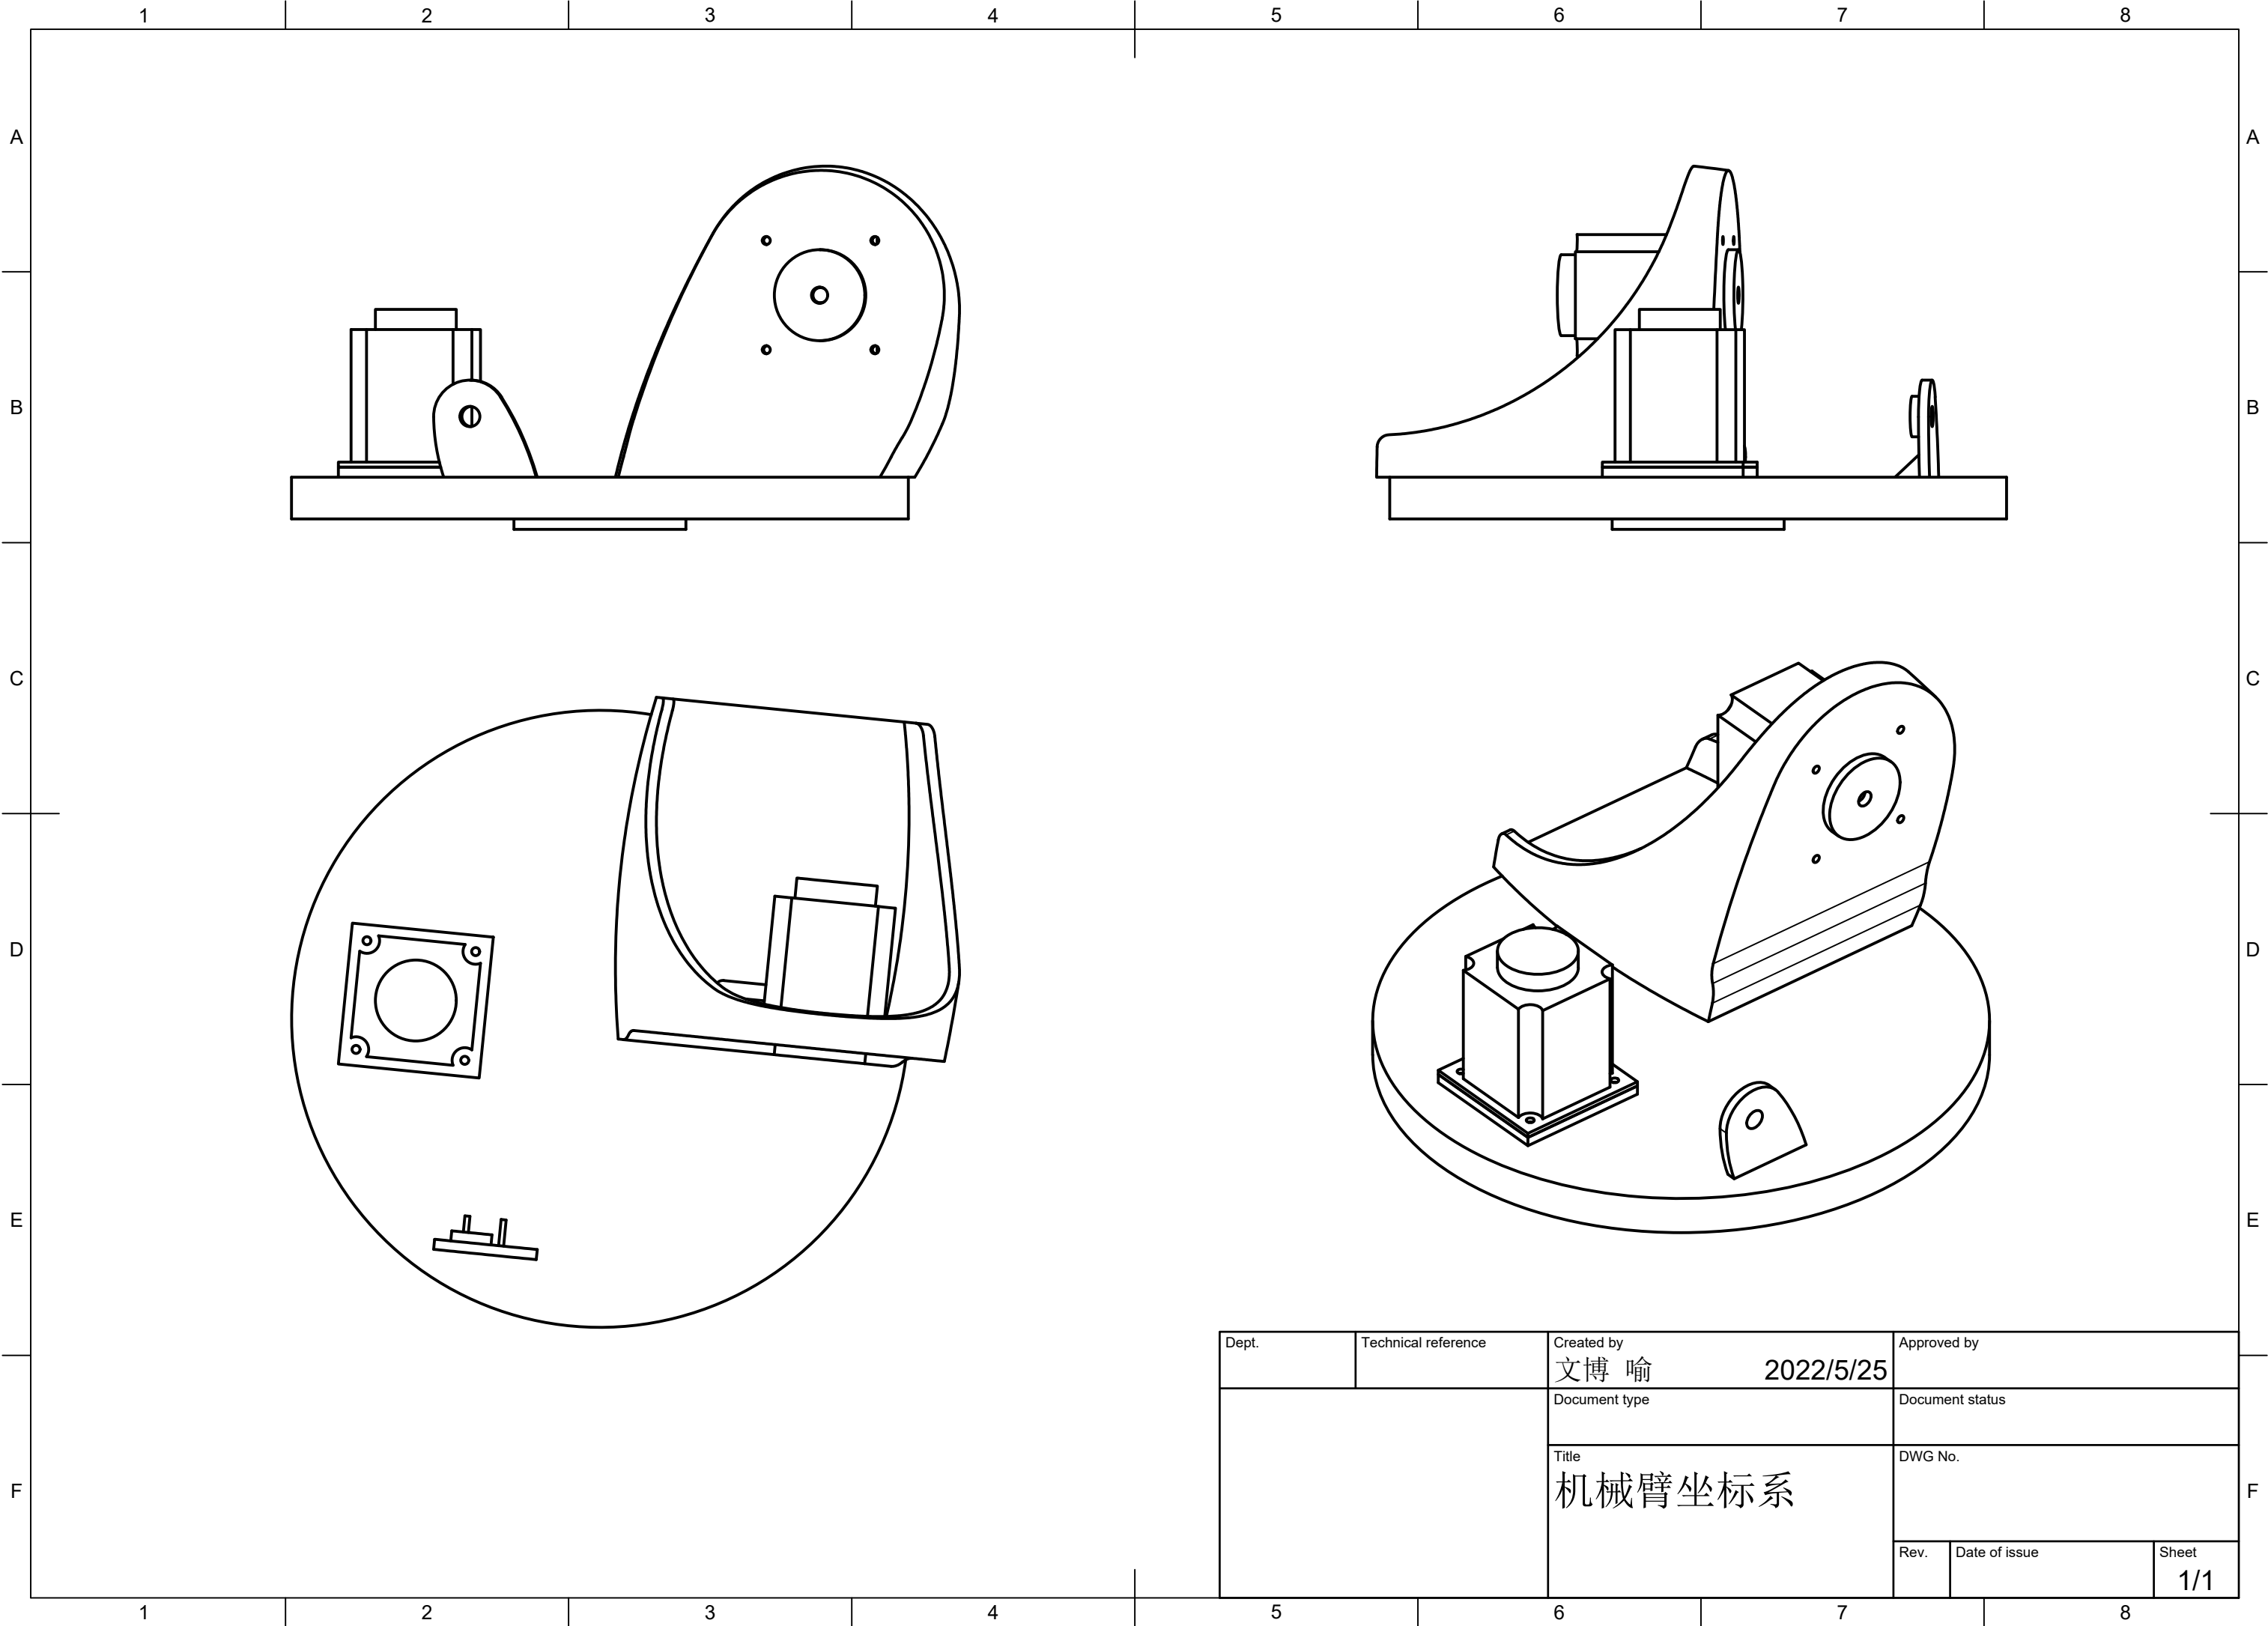 1 2 3 4 5 6 7 8
A A
B B
C C
D D
E E
F F
Dept. Technical reference Created by Approved by
文博 喻 2022/5/25
Document type Document status
Title DWG No.
机械臂坐标系
Rev. Date of issue Sheet
1/1
1 2 3 4 5 6 7 8